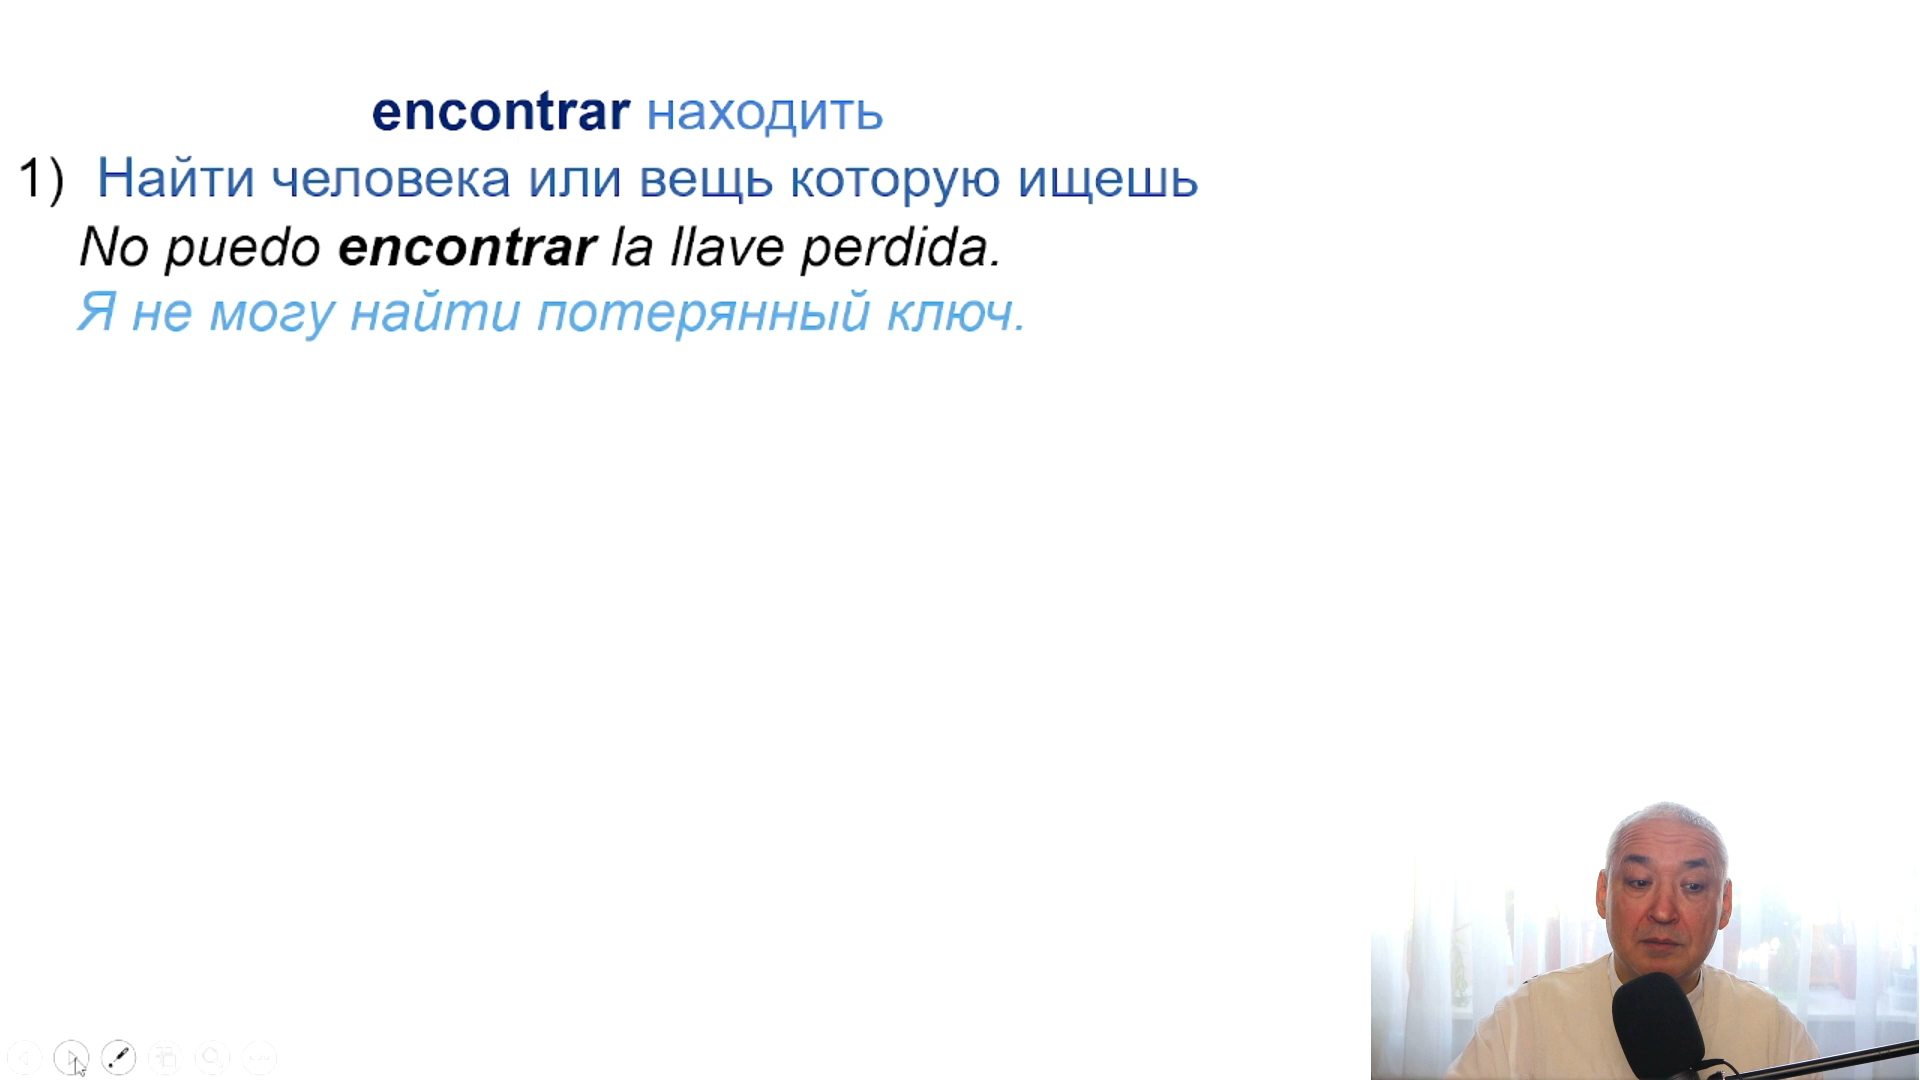 encontrar находить
1) Найти человека или вещь которую ищешь
No puedo encontrar la llave perdida.
Я не могу найти потерянный ключ.